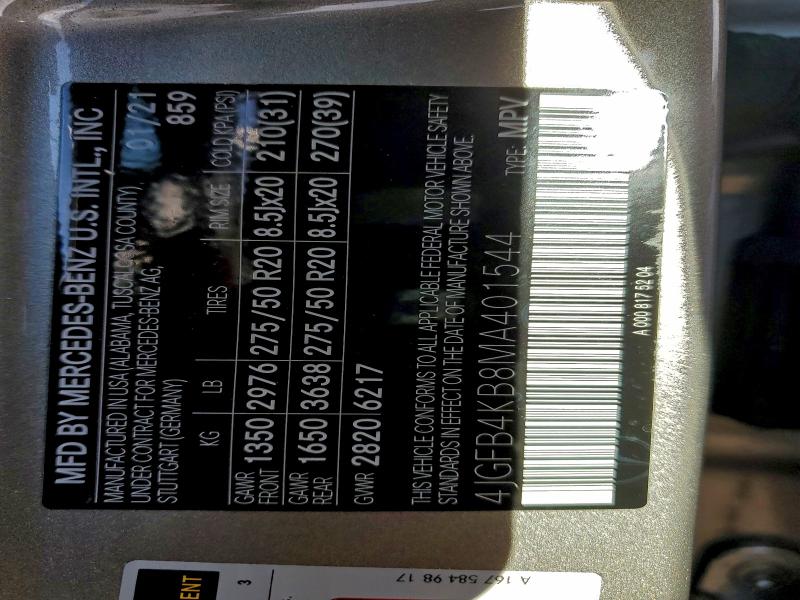 MFD BY MERCEDES-BENZ U.S. INTL., INC
MANUFACTURED IN USA (ALABAMA, TUSCALOOSA COUNTY) 01/21
UNDER CONTRACT FOR MERCEDES-BENZ AG,
STUTTGART (GERMANY) 859
KG LB TIRES RIM SIZE COLD KPA(PSI)
GAWR FRONT 1350 2976 275/50 R20 8.5Jx20 210(31)
GAWR REAR 1650 3638 275/50 R20 8.5Jx20 270(39)
GVWR 2820 6217
THIS VEHICLE CONFORMS TO ALL APPLICABLE FEDERAL MOTOR VEHICLE SAFETY
STANDARDS IN EFFECT ON THE DATE OF MANUFACTURE SHOWN ABOVE.
4JGFB4KB8MA401544 TYPE: MPV
A 000 817 52 04
ENT
3
A 167 584 98 17